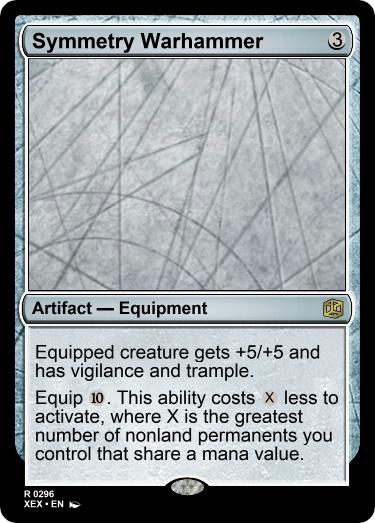 Symmetry Warhammer 3
Artifact — Equipment
Equipped creature gets +5/+5 and
has vigilance and trample.
Equip 10. This ability costs X less to
activate, where X is the greatest
number of nonland permanents you
control that share a mana value.
R 0296
XEX • EN